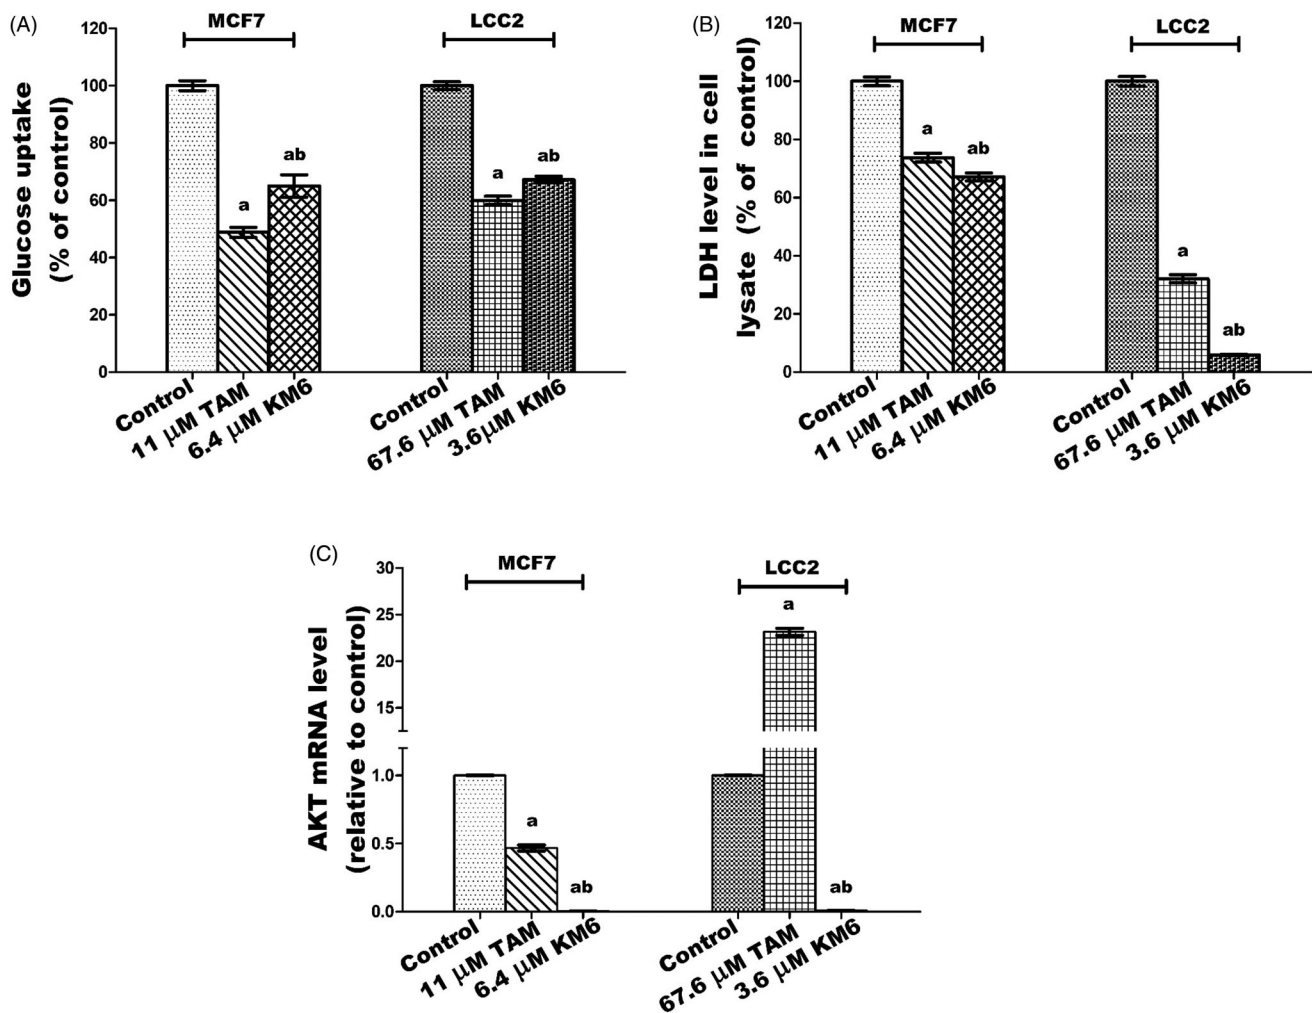 (A)
MCF7
LCC2
Glucose uptake
(% of control)
120
100
80
60
40
20
0
a
ab
a
ab
Control
11 μM TAM
6.4 μM KM6
Control
67.6 μM TAM
3.6μM KM6
(B)
MCF7
LCC2
LDH level in cell
lysate (% of control)
120
100
80
60
40
20
0
a
ab
a
ab
Control
11 μM TAM
6.4 μM KM6
Control
67.6 μM TAM
3.6 μM KM6
(C)
MCF7
LCC2
AKT mRNA level
(relative to control)
30
25
20
15
1.0
0.5
0.0
a
ab
a
ab
Control
11 μM TAM
6.4 μM KM6
Control
67.6 μM TAM
3.6 μM KM6